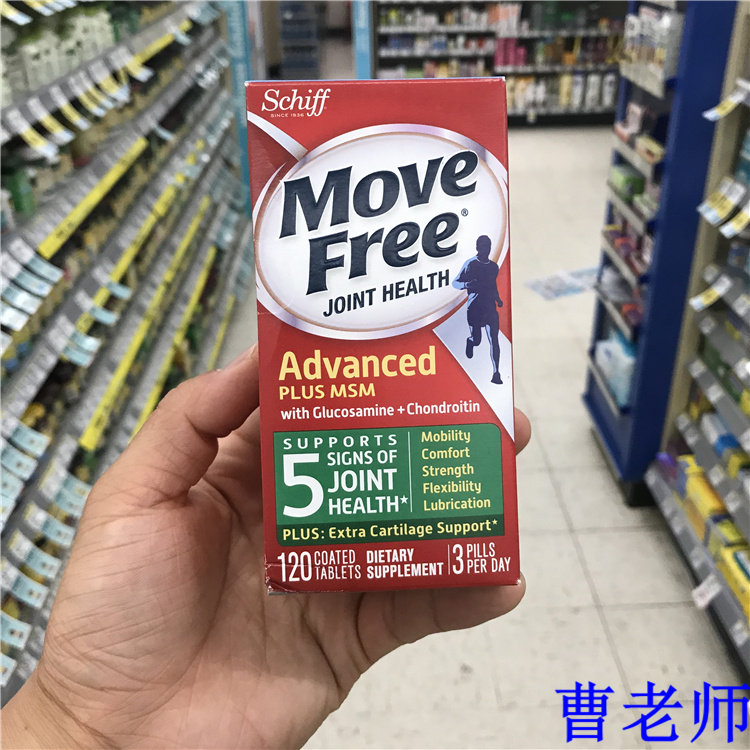 Schiff
SINCE 1936
Move
Free®
JOINT HEALTH
Advanced
PLUS MSM
with Glucosamine + Chondroitin
SUPPORTS
5 SIGNS OF
JOINT
HEALTH*
Mobility
Comfort
Strength
Flexibility
Lubrication
PLUS: Extra Cartilage Support*
120 COATED TABLETS
DIETARY SUPPLEMENT
3 PILLS PER DAY
曹老师